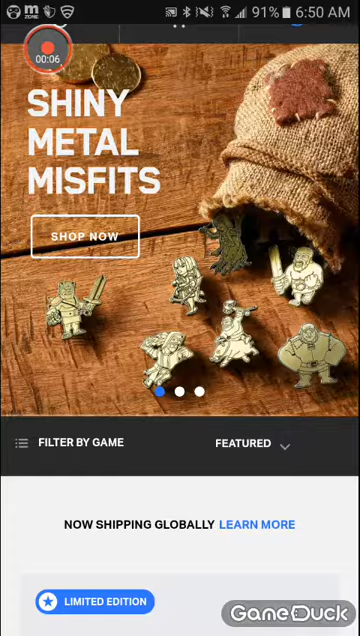 mZONE
91% 6:50 AM
00:06
SHINY
METAL
MISFITS
SHOP NOW
FILTER BY GAME
FEATURED
NOW SHIPPING GLOBALLY LEARN MORE
LIMITED EDITION
GameDuck